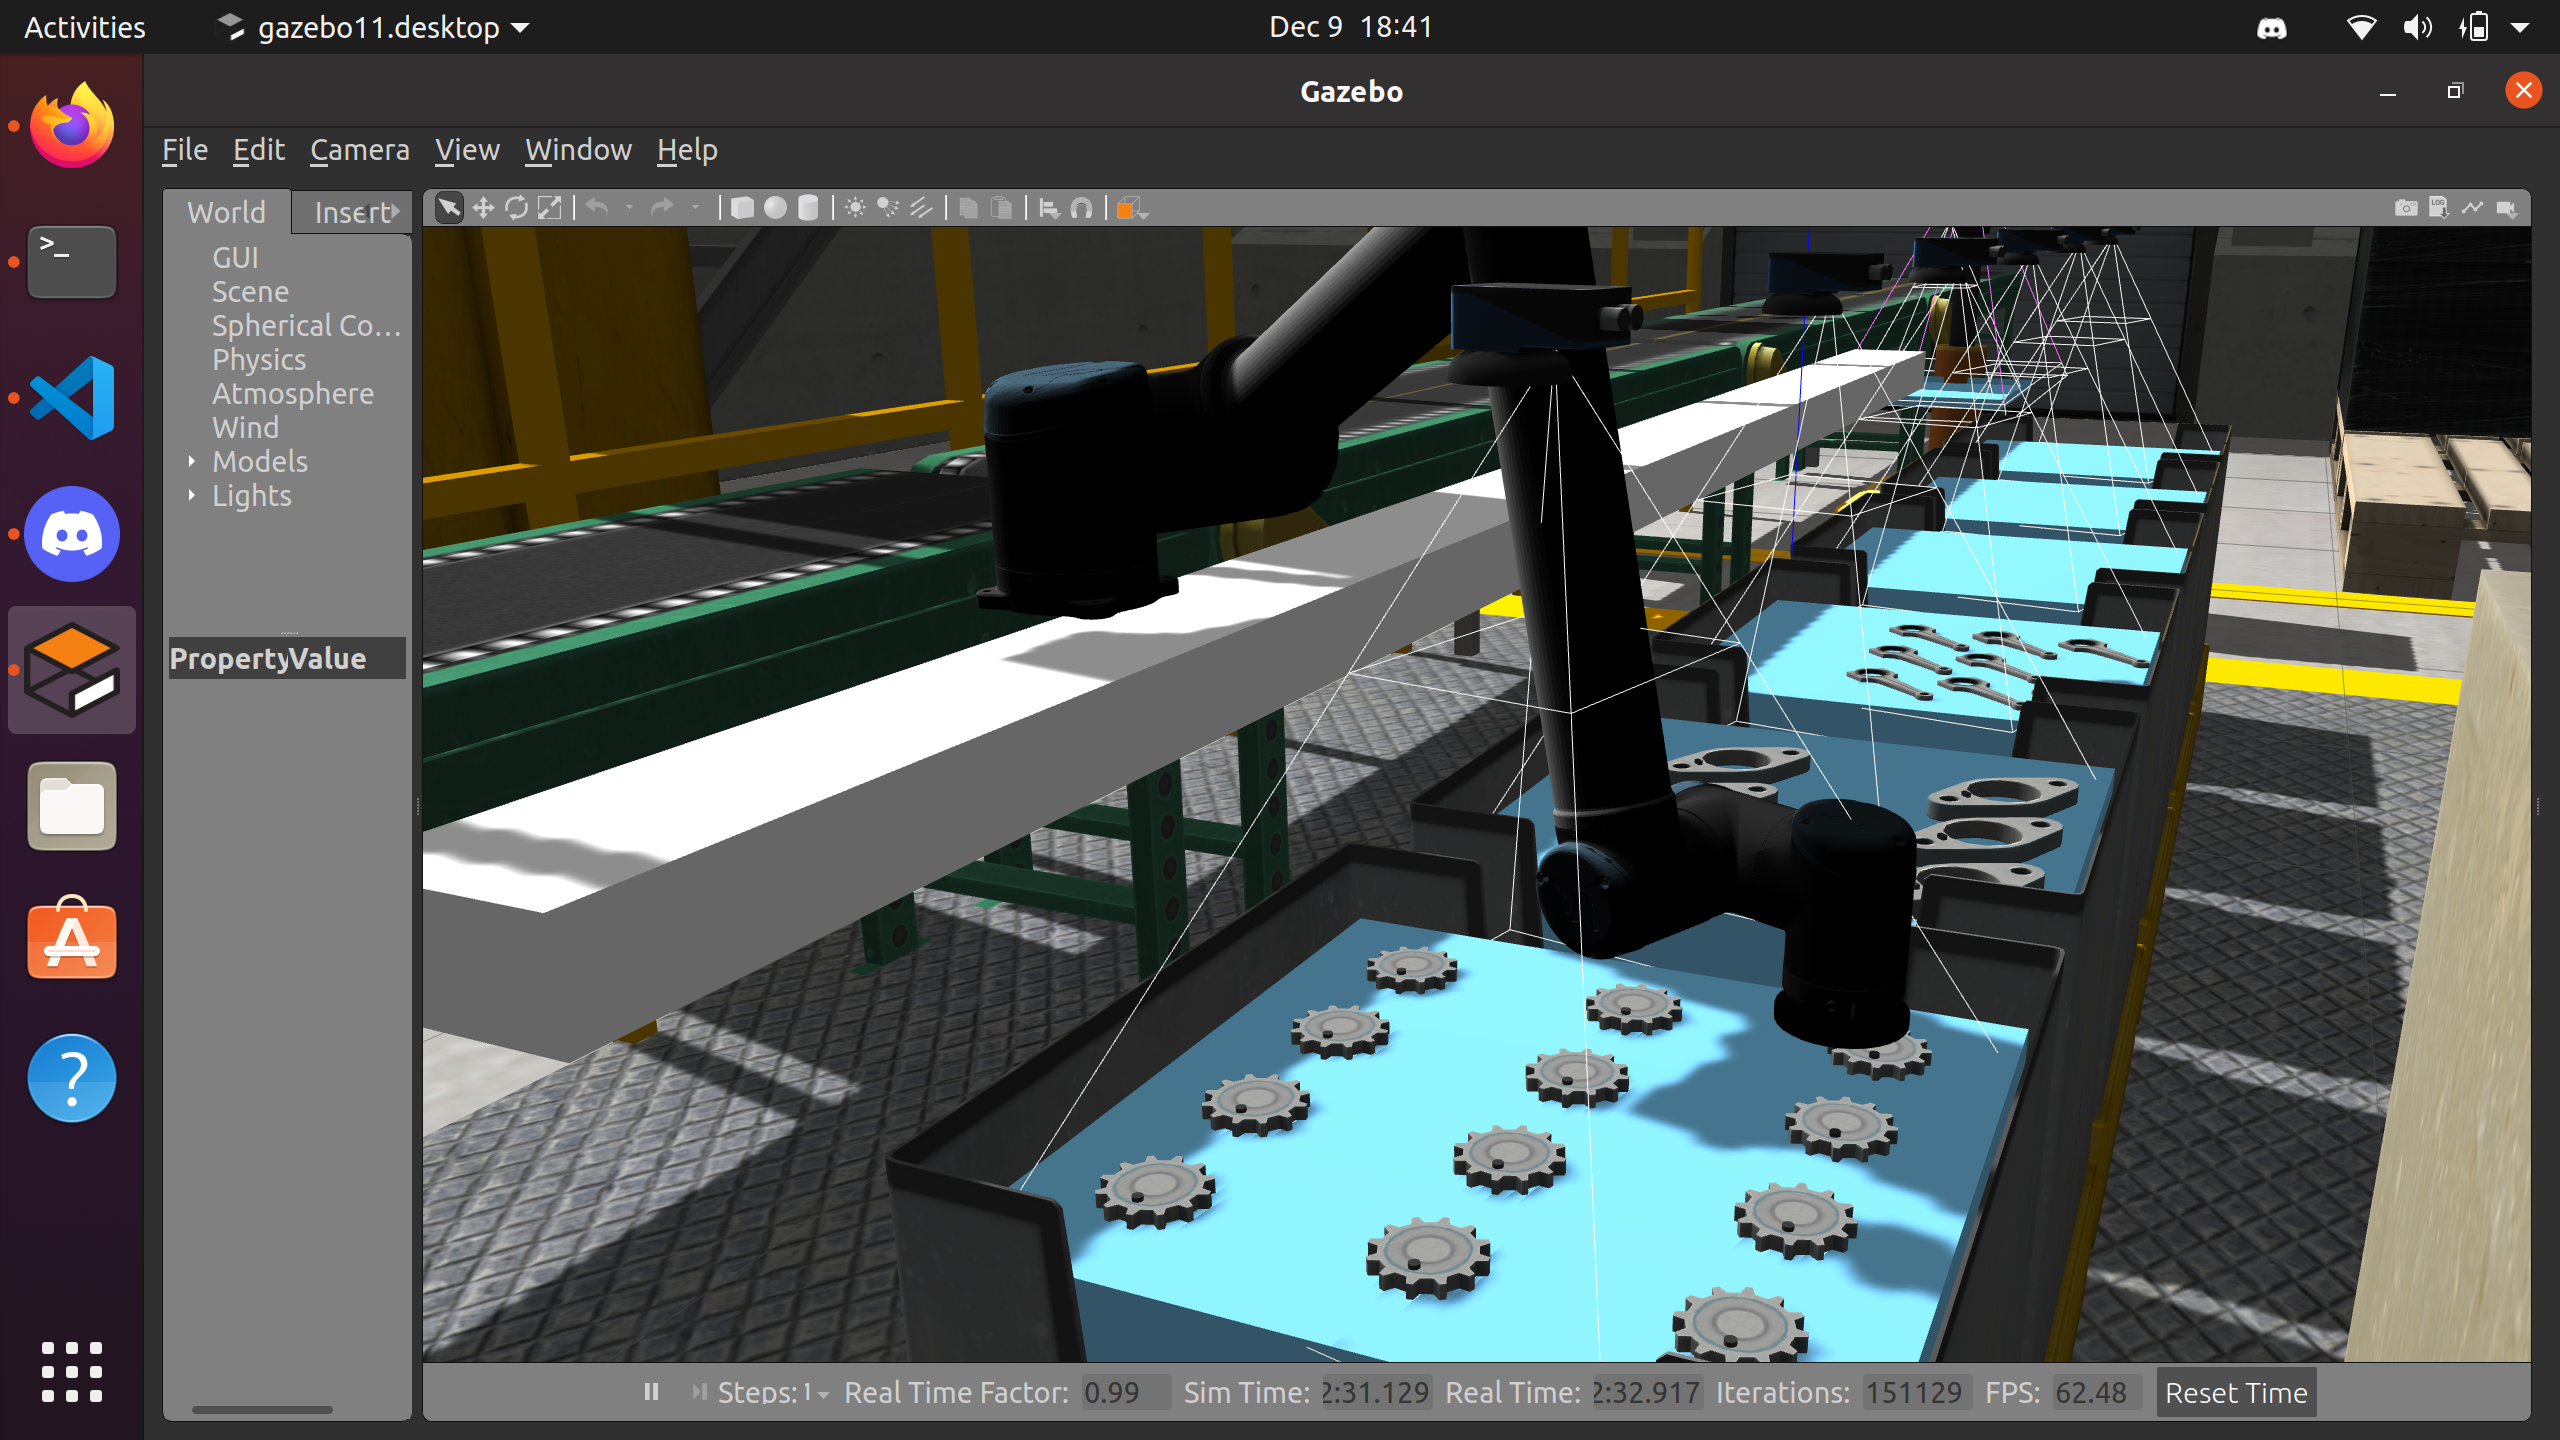 Activities gazebo11.desktop Dec 9 18:41
Gazebo
File Edit Camera View Window Help
World Insert
GUI
Scene
Spherical Co...
Physics
Atmosphere
Wind
Models
Lights
Property Value
Steps: 1 Real Time Factor: 0.99 Sim Time: 2:31.129 Real Time: 2:32.917 Iterations: 151129 FPS: 62.48 Reset Time
>_
LOG
?